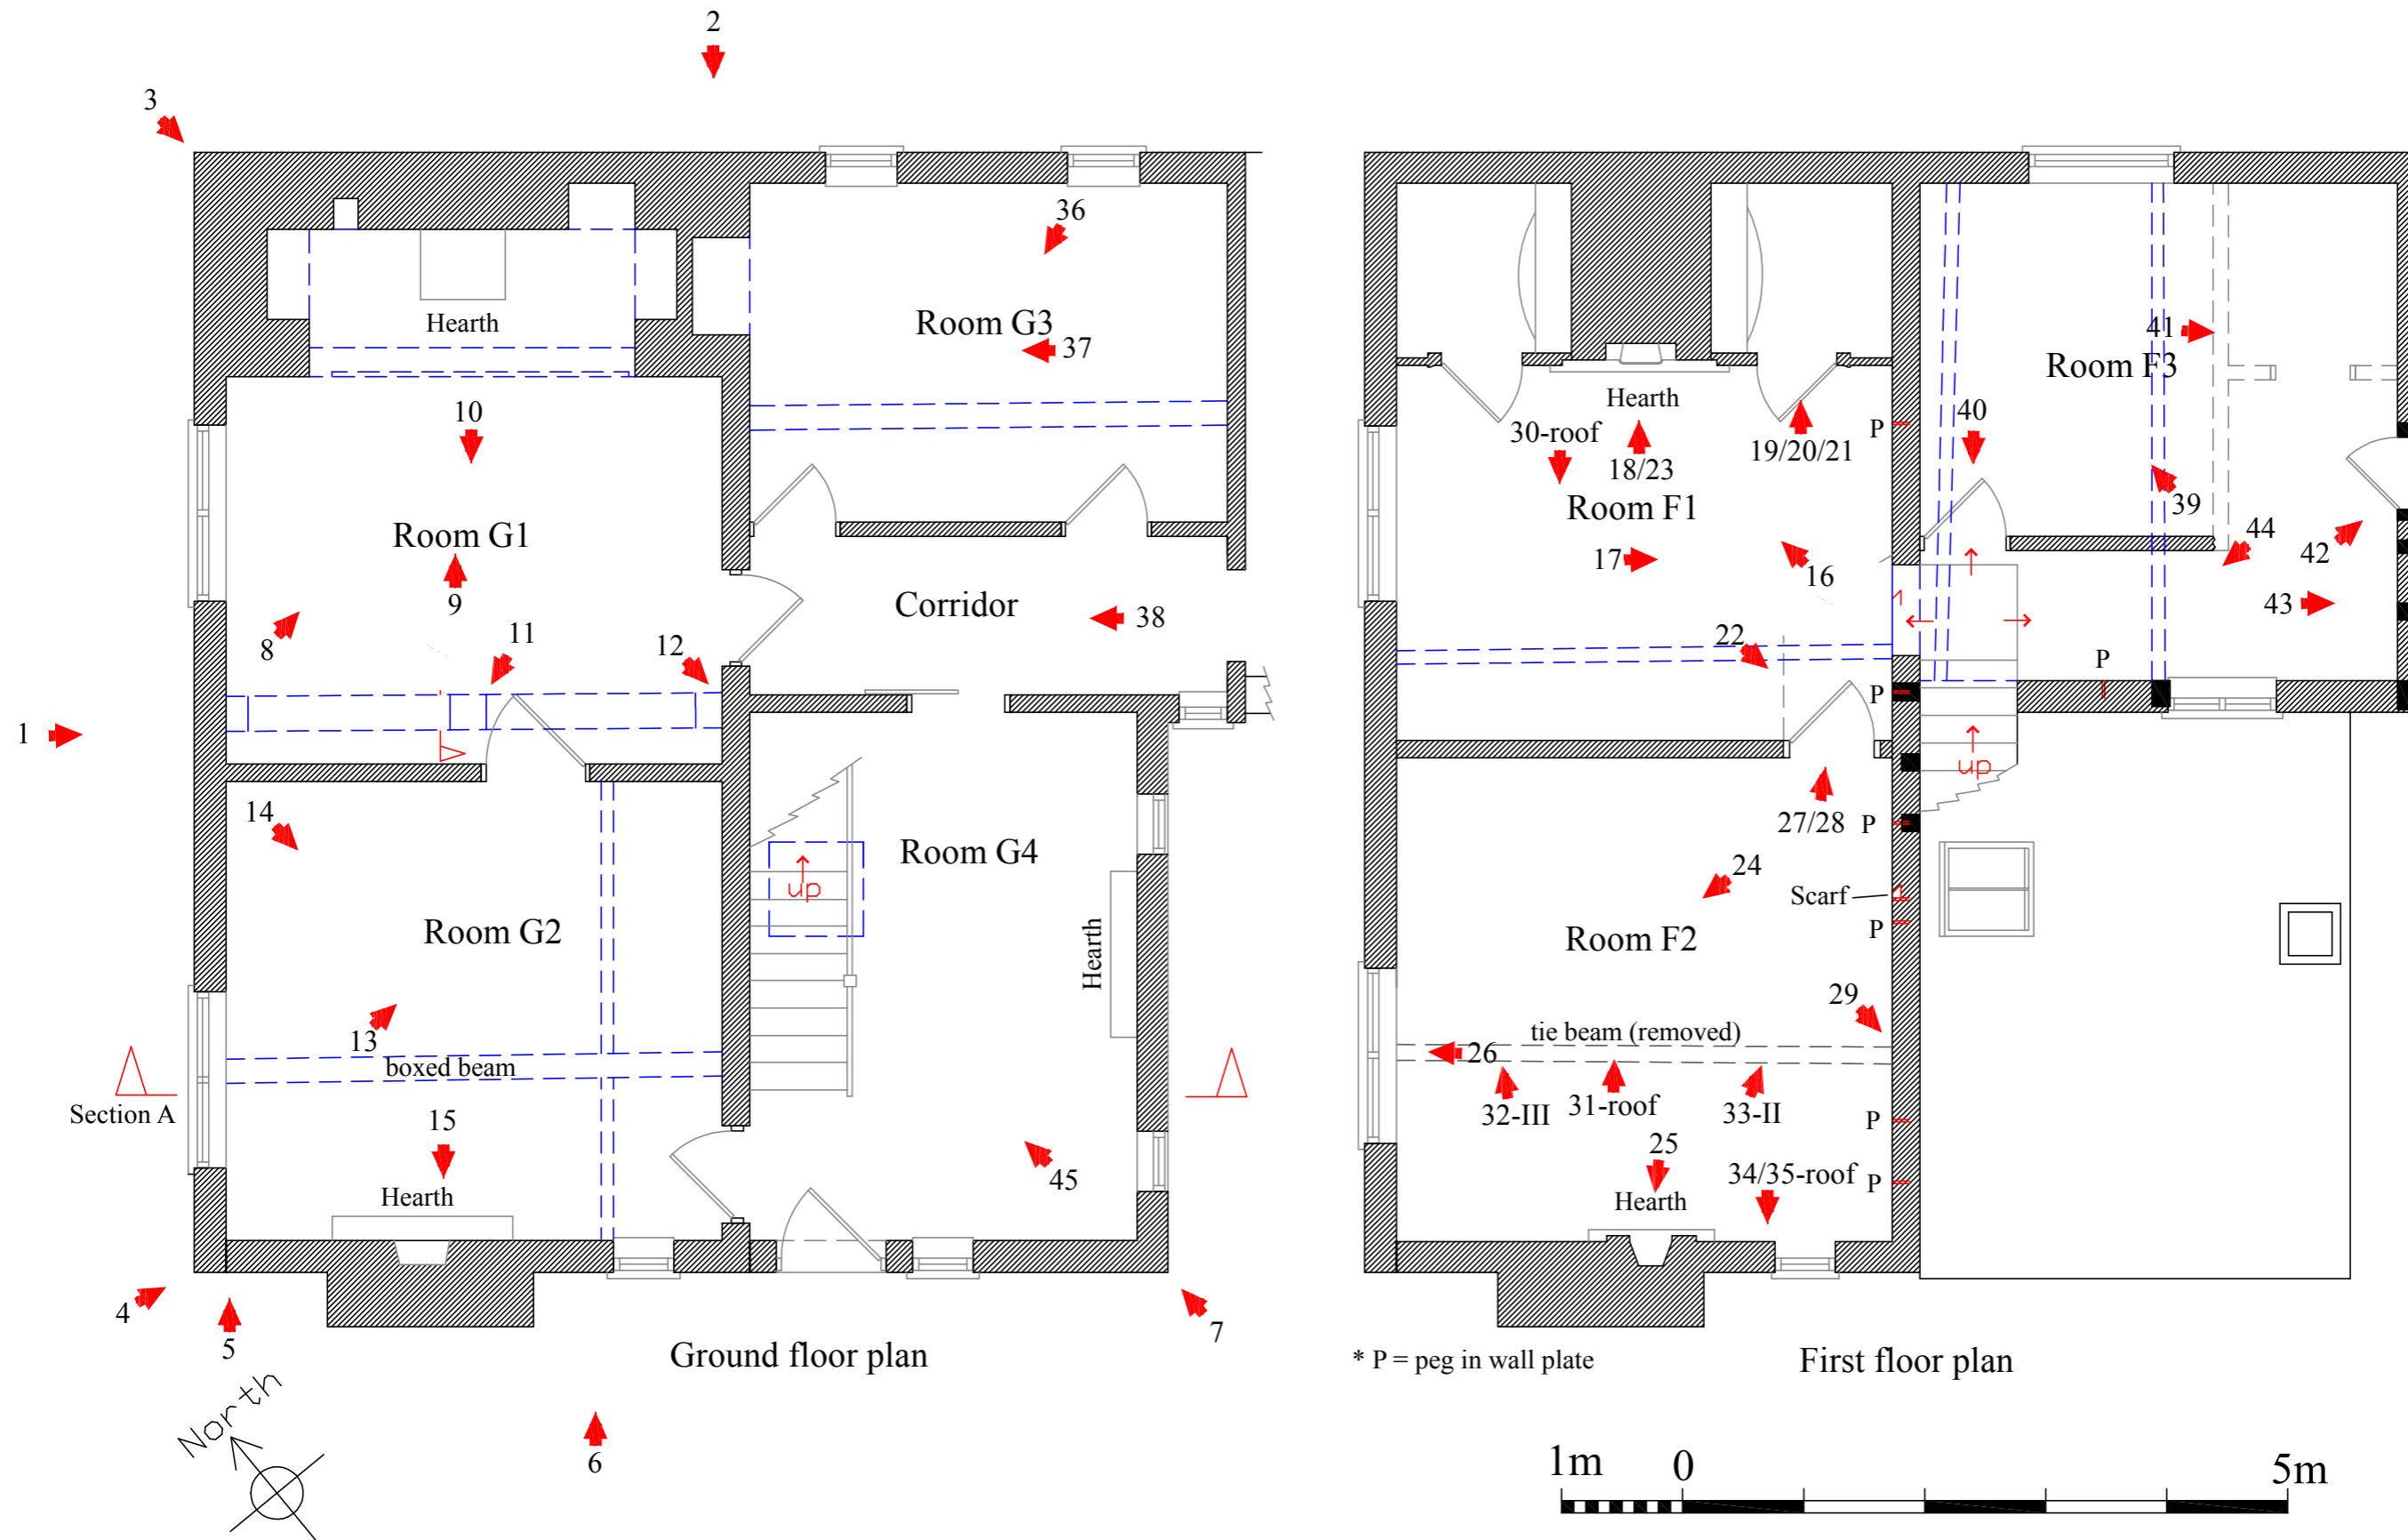 2
3
36
Hearth
Room G3
37
10
Room G1
9
8
11
12
Corridor
38
1
14
Room G4
up
Room G2
Hearth
13
boxed beam
Section A
15
Hearth
45
4
5
7
Ground floor plan
North
6
41
Room F3
Hearth
30-roof
18/23
19/20/21
P
40
Room F1
39
44
42
17
16
43
22
P
P
up
27/28
P
24
Scarf
P
Room F2
29
tie beam (removed)
26
32-III
31-roof
33-II
P
25
34/35-roof
P
Hearth
* P = peg in wall plate
First floor plan
1m 0 5m